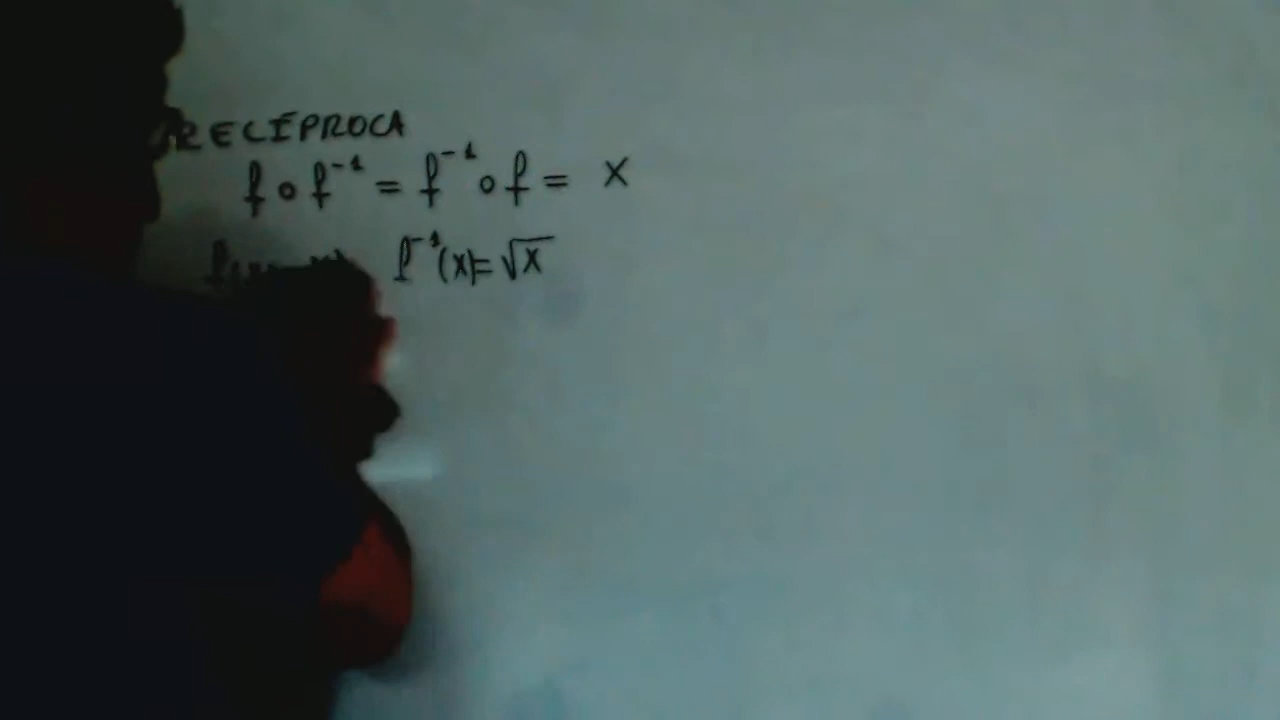 RECÍPROCA
f o f⁻¹ = f⁻¹ o f = x
f⁻¹(x)=√x